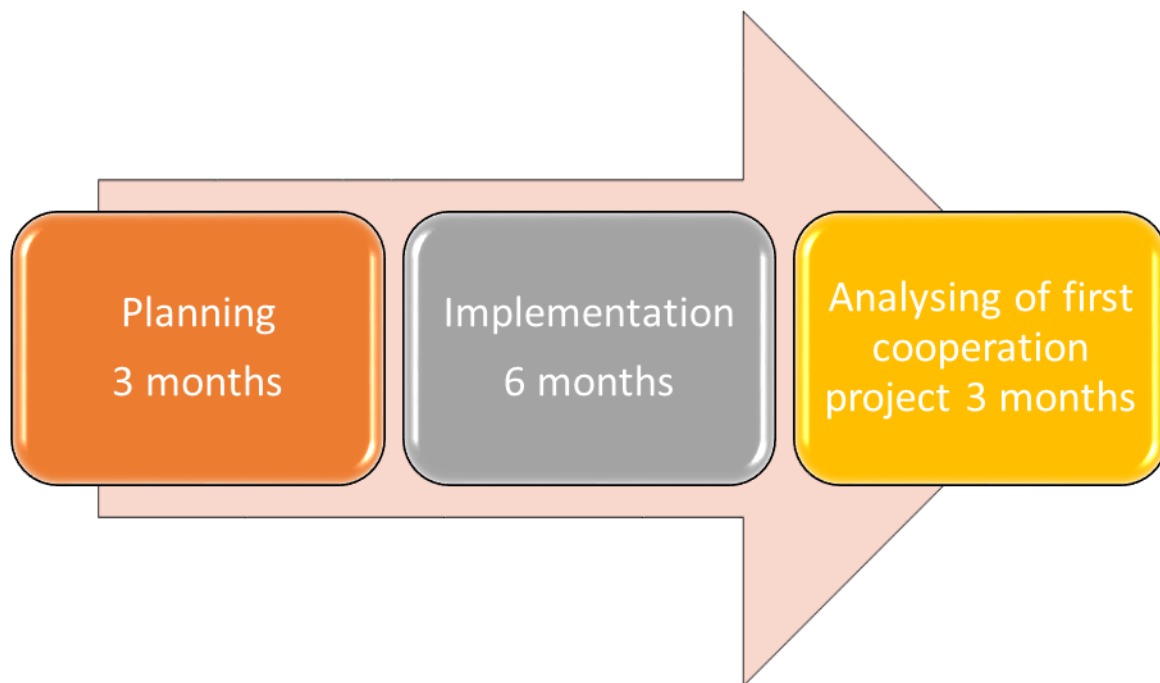 Planning
3 months
Implementation
6 months
Analysing of first
cooperation
project 3 months